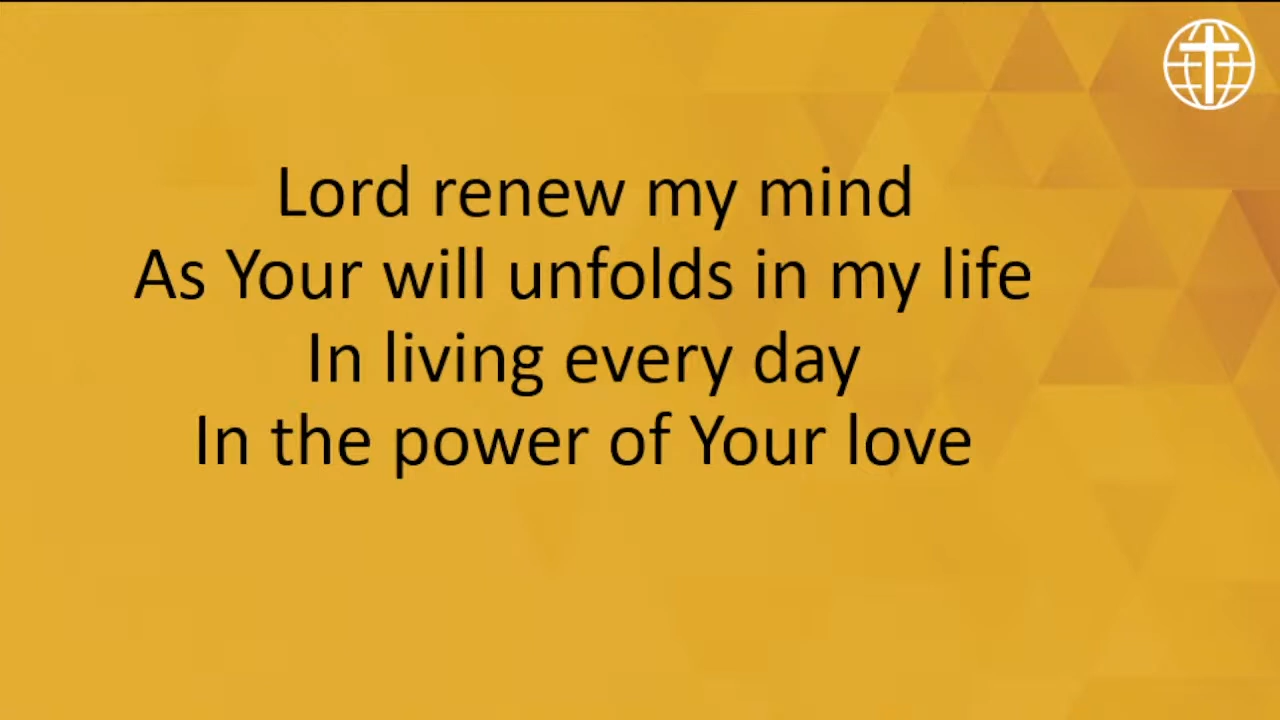 Lord renew my mind
As Your will unfolds in my life
In living every day
In the power of Your love